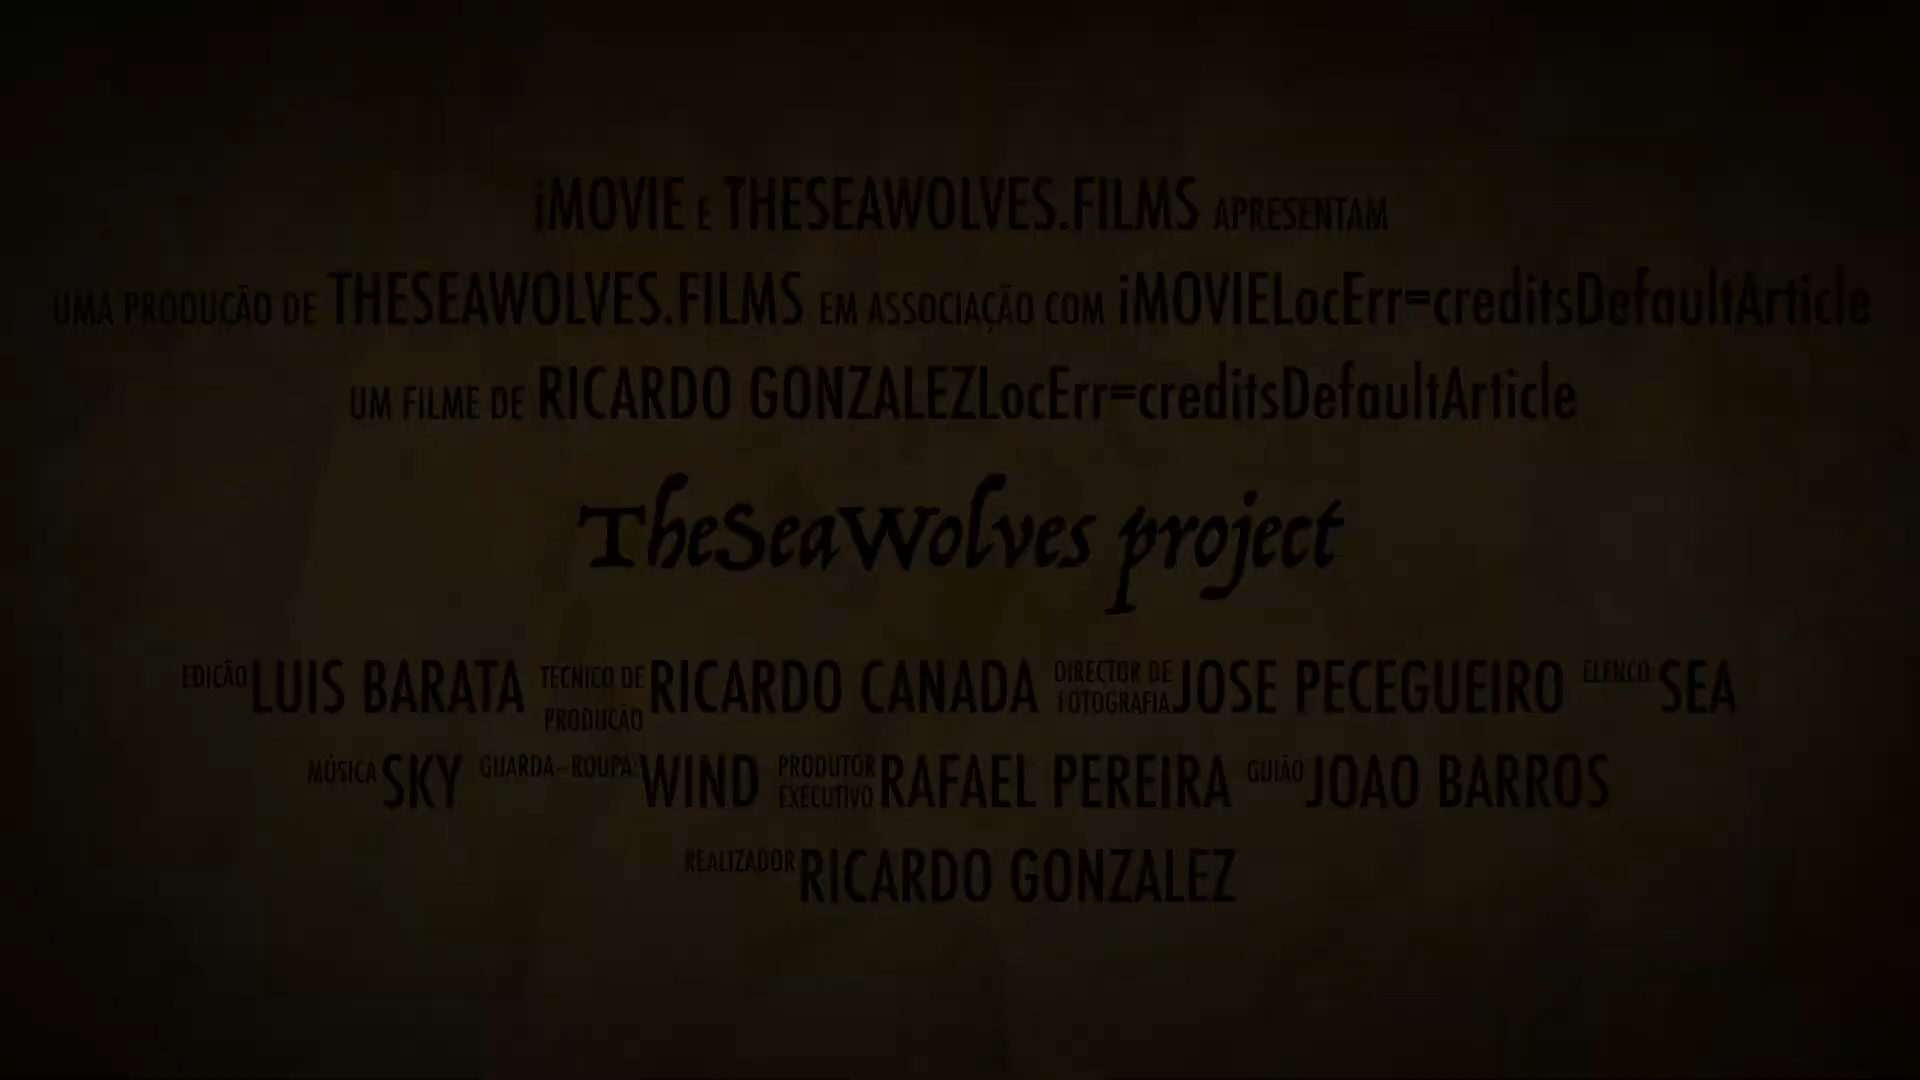 iMOVIE E THESEAWOLVES.FILMS APRESENTAM
UMA PRODUÇÃO DE THESEAWOLVES.FILMS EM ASSOCIAÇÃO COM iMOVIELocErr=creditsDefaultArticle
UM FILME DE RICARDO GONZALEZLocErr=creditsDefaultArticle
TheSeaWolves project
EDIÇÃO LUIS BARATA TECNICO DE PRODUÇÃO RICARDO CANADA DIRECTOR DE FOTOGRAFIA JOSE PECEGUEIRO ELENCO: SEA
MÚSICA SKY GUARDA-ROUPA: WIND PRODUTOR EXECUTIVO RAFAEL PEREIRA GUIÃO JOAO BARROS
REALIZADOR RICARDO GONZALEZ